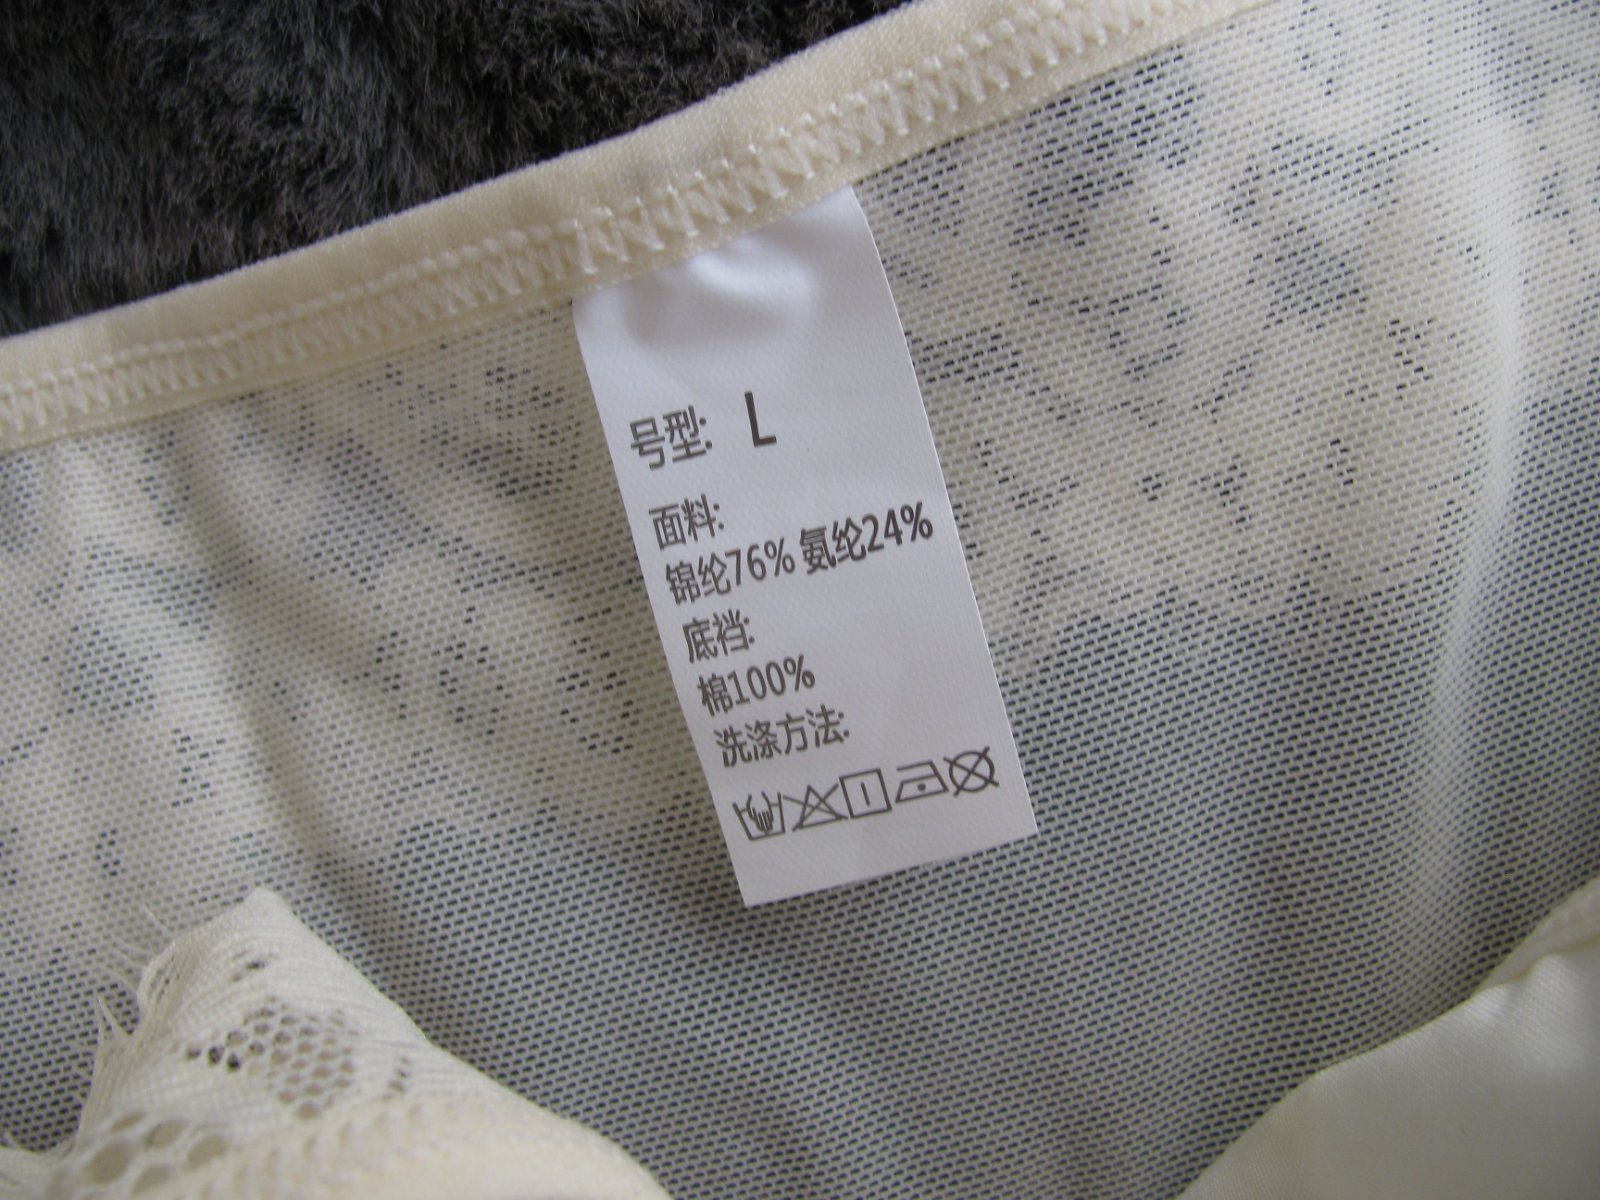 号型: L
面料:
锦纶76% 氨纶24%
底裆:
棉100%
洗涤方法: